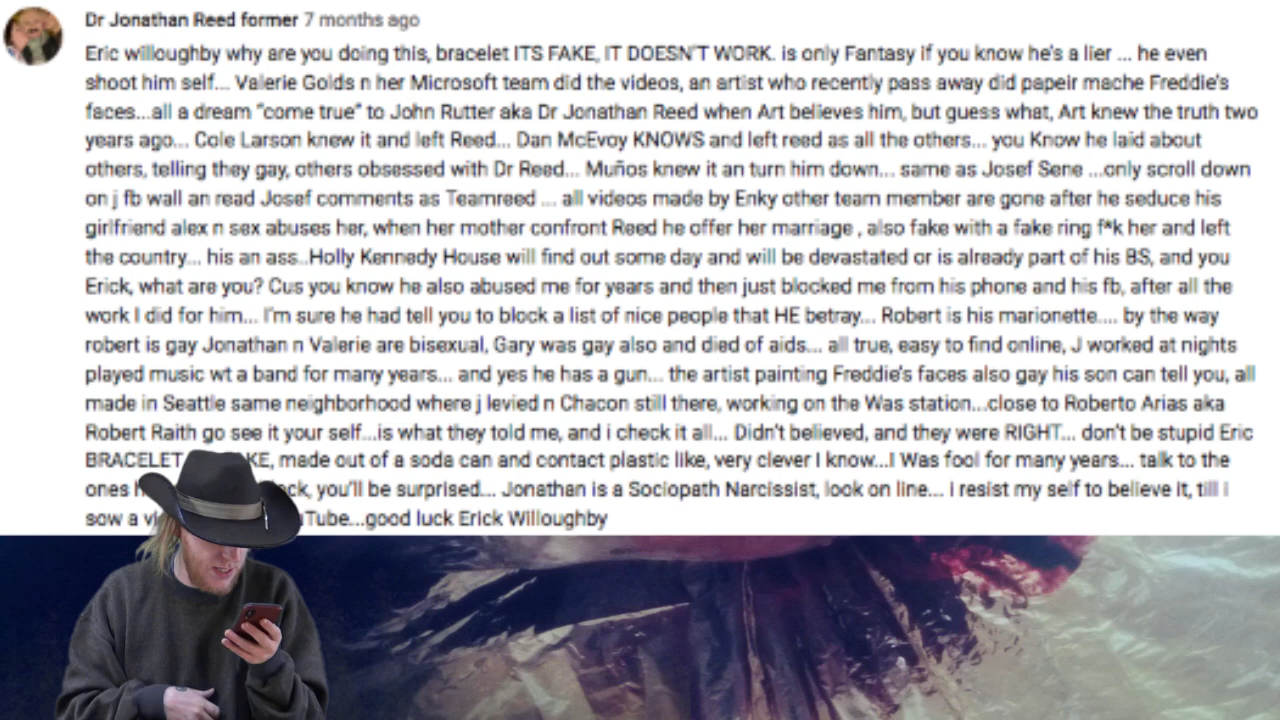 Dr Jonathan Reed former 7 months ago
Eric willoughby why are you doing this, bracelet ITS FAKE, IT DOESN'T WORK. is only Fantasy if you know he's a lier ... he even
shoot him self... Valerie Golds n her Microsoft team did the videos, an artist who recently pass away did papeir mache Freddie's
faces...all a dream "come true" to John Rutter aka Dr Jonathan Reed when Art believes him, but guess what, Art knew the truth two
years ago... Cole Larson knew it and left Reed... Dan McEvoy KNOWS and left reed as all the others... you Know he laid about
others, telling they gay, others obsessed with Dr Reed... Muños knew it an turn him down... same as Josef Sene ...only scroll down
on j fb wall an read Josef comments as Teamreed ... all videos made by Enky other team member are gone after he seduce his
girlfriend alex n sex abuses her, when her mother confront Reed he offer her marriage , also fake with a fake ring f*k her and left
the country... his an ass..Holly Kennedy House will find out some day and will be devastated or is already part of his BS, and you
Erick, what are you? Cus you know he also abused me for years and then just blocked me from his phone and his fb, after all the
work I did for him... I'm sure he had tell you to block a list of nice people that HE betray... Robert is his marionette.... by the way
robert is gay Jonathan n Valerie are bisexual, Gary was gay also and died of aids... all true, easy to find online, J worked at nights
played music wt a band for many years... and yes he has a gun... the artist painting Freddie's faces also gay his son can tell you, all
made in Seattle same neighborhood where j levied n Chacon still there, working on the Was station...close to Roberto Arias aka
Robert Raith go see it your self...is what they told me, and i check it all... Didn't believed, and they were RIGHT... don't be stupid Eric
BRACELET KE, made out of a soda can and contact plastic like, very clever I know...I Was fool for many years... talk to the
ones ock, you'll be surprised... Jonathan is a Sociopath Narcissist, look on line... I resist my self to believe it, till i
sow a Tube...good luck Erick Willoughby